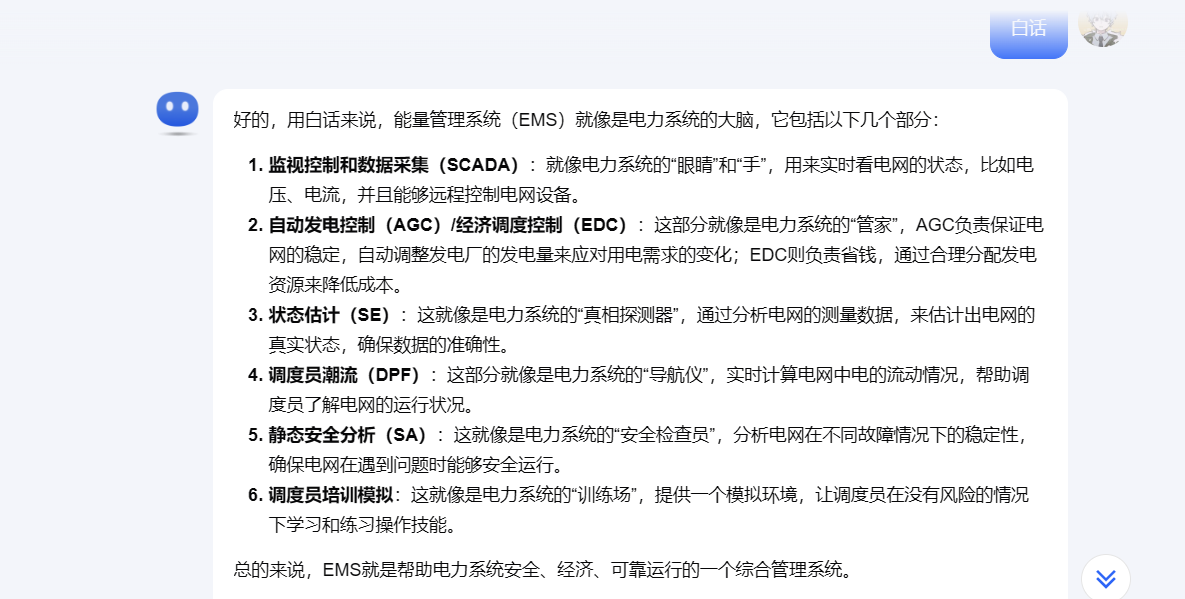 白话
好的，用白话来说，能量管理系统（EMS）就像是电力系统的大脑，它包括以下几个部分：
1. 监视控制和数据采集（SCADA）：就像电力系统的“眼睛”和“手”，用来实时看电网的状态，比如电
压、电流，并且能够远程控制电网设备。
2. 自动发电控制（AGC）/经济调度控制（EDC）：这部分就像是电力系统的“管家”，AGC负责保证电
网的稳定，自动调整发电厂的发电量来应对用电需求的变化；EDC则负责省钱，通过合理分配发电
资源来降低成本。
3. 状态估计（SE）：这就像是电力系统的“真相探测器”，通过分析电网的测量数据，来估计出电网的
真实状态，确保数据的准确性。
4. 调度员潮流（DPF）：这部分就像是电力系统的“导航仪”，实时计算电网中电的流动情况，帮助调
度员了解电网的运行状况。
5. 静态安全分析（SA）：这就像是电力系统的“安全检查员”，分析电网在不同故障情况下的稳定性，
确保电网在遇到问题时能够安全运行。
6. 调度员培训模拟：这就像是电力系统的“训练场”，提供一个模拟环境，让调度员在没有风险的情况
下学习和练习操作技能。
总的来说，EMS就是帮助电力系统安全、经济、可靠运行的一个综合管理系统。